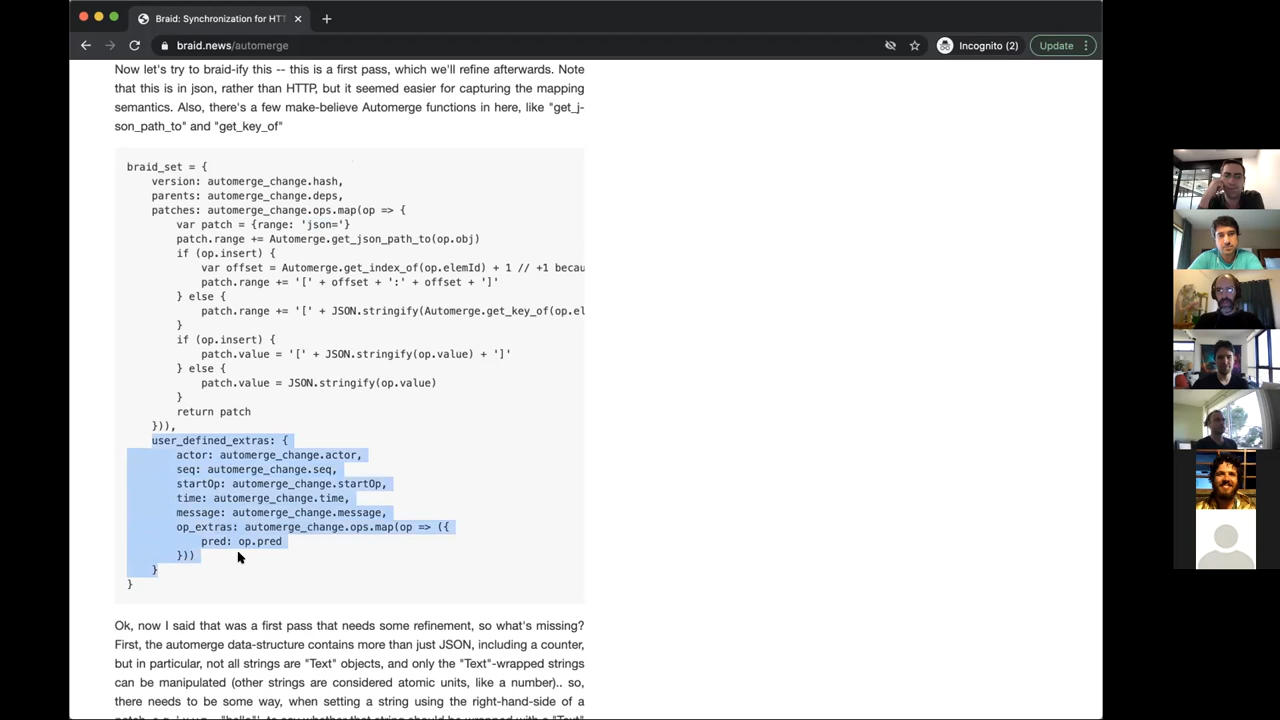 Braid: Synchronization for HTT
braid.news/automerge
Incognito (2)
Update
Now let's try to braid-ify this -- this is a first pass, which we'll refine afterwards. Note
that this is in json, rather than HTTP, but it seemed easier for capturing the mapping
semantics. Also, there's a few make-believe Automerge functions in here, like "get_j-
son_path_to" and "get_key_of"
braid_set = {
    version: automerge_change.hash,
    parents: automerge_change.deps,
    patches: automerge_change.ops.map(op => {
        var patch = {range: 'json='}
        patch.range += Automerge.get_json_path_to(op.obj)
        if (op.insert) {
            var offset = Automerge.get_index_of(op.elemId) + 1 // +1 becau
            patch.range += '[' + offset + ':' + offset + ']'
        } else {
            patch.range += '[' + JSON.stringify(Automerge.get_key_of(op.el
        }
        if (op.insert) {
            patch.value = '[' + JSON.stringify(op.value) + ']'
        } else {
            patch.value = JSON.stringify(op.value)
        }
        return patch
    })),
    user_defined_extras: {
        actor: automerge_change.actor,
        seq: automerge_change.seq,
        startOp: automerge_change.startOp,
        time: automerge_change.time,
        message: automerge_change.message,
        op_extras: automerge_change.ops.map(op => ({
            pred: op.pred
        }))
    }
}
Ok, now I said that was a first pass that needs some refinement, so what's missing?
First, the automerge data-structure contains more than just JSON, including a counter,
but in particular, not all strings are "Text" objects, and only the "Text"-wrapped strings
can be manipulated (other strings are considered atomic units, like a number).. so,
there needs to be some way, when setting a string using the right-hand-side of a